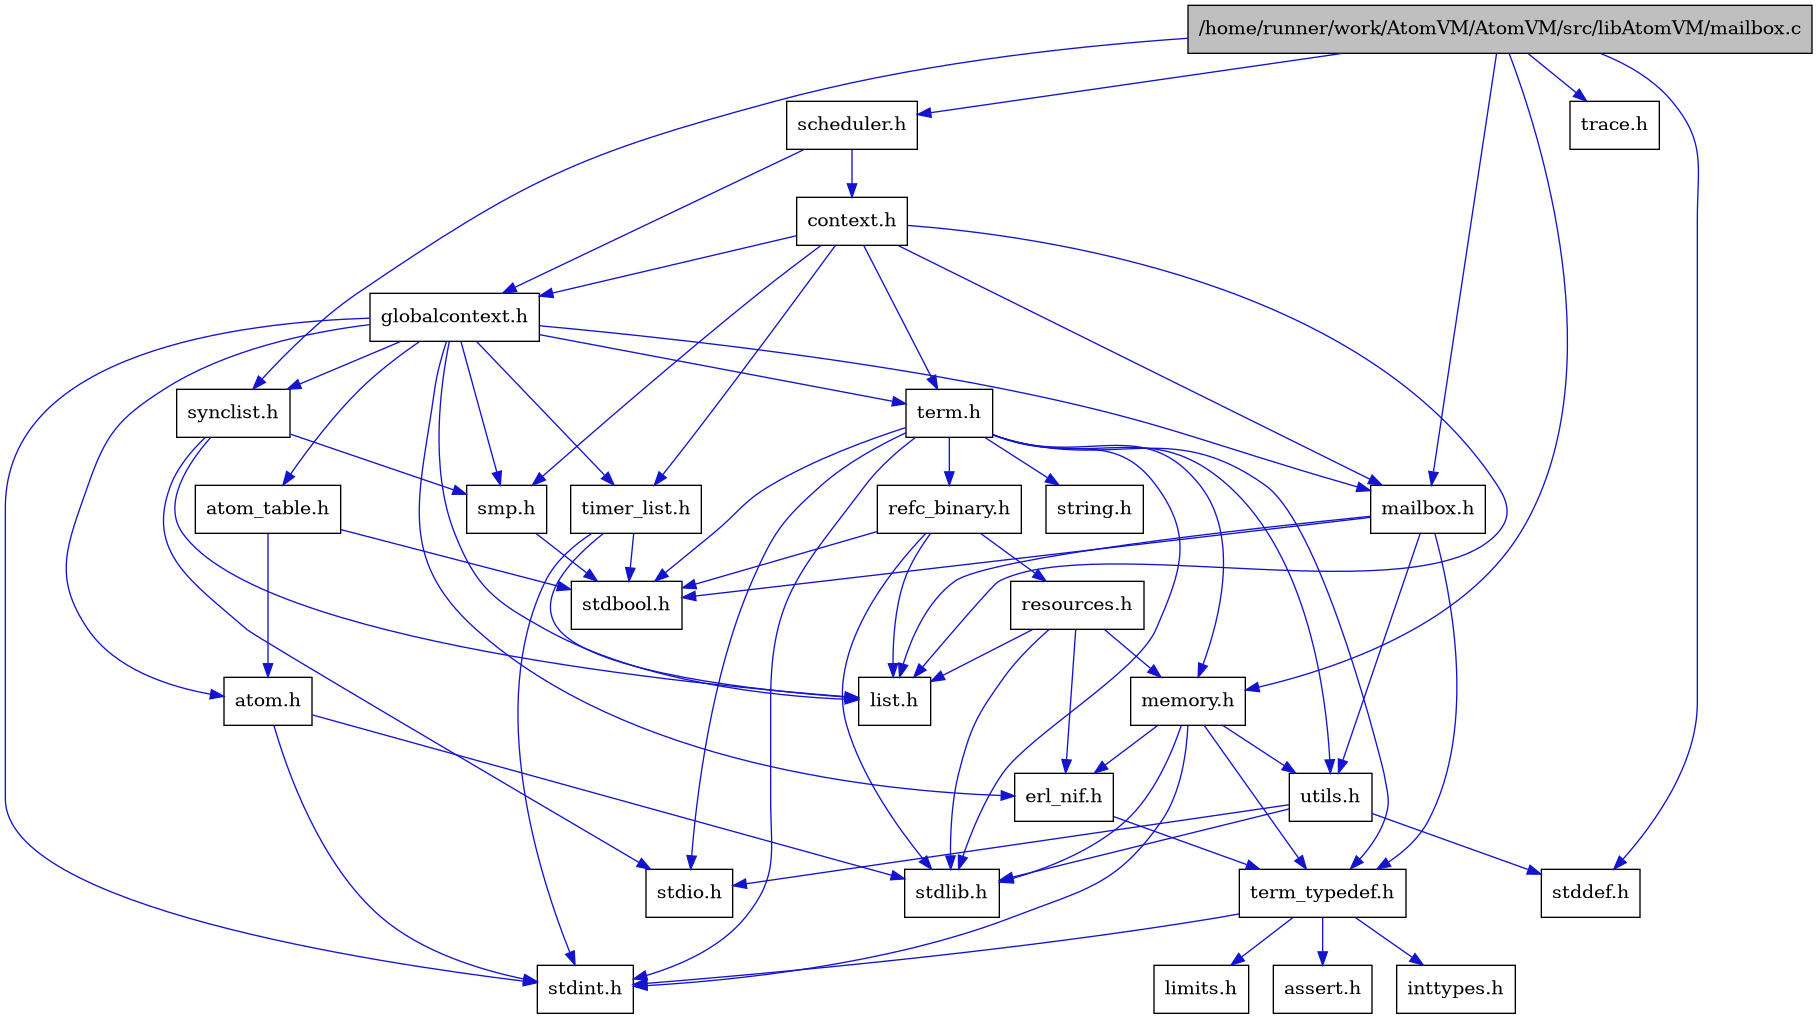 /home/runner/work/AtomVM/AtomVM/src/libAtomVM/mailbox.c
scheduler.h
trace.h
context.h
globalcontext.h
synclist.h
term.h
atom_table.h
smp.h
timer_list.h
refc_binary.h
string.h
mailbox.h
stdbool.h
resources.h
atom.h
list.h
memory.h
erl_nif.h
utils.h
stdio.h
stdlib.h
term_typedef.h
stddef.h
stdint.h
limits.h
assert.h
inttypes.h